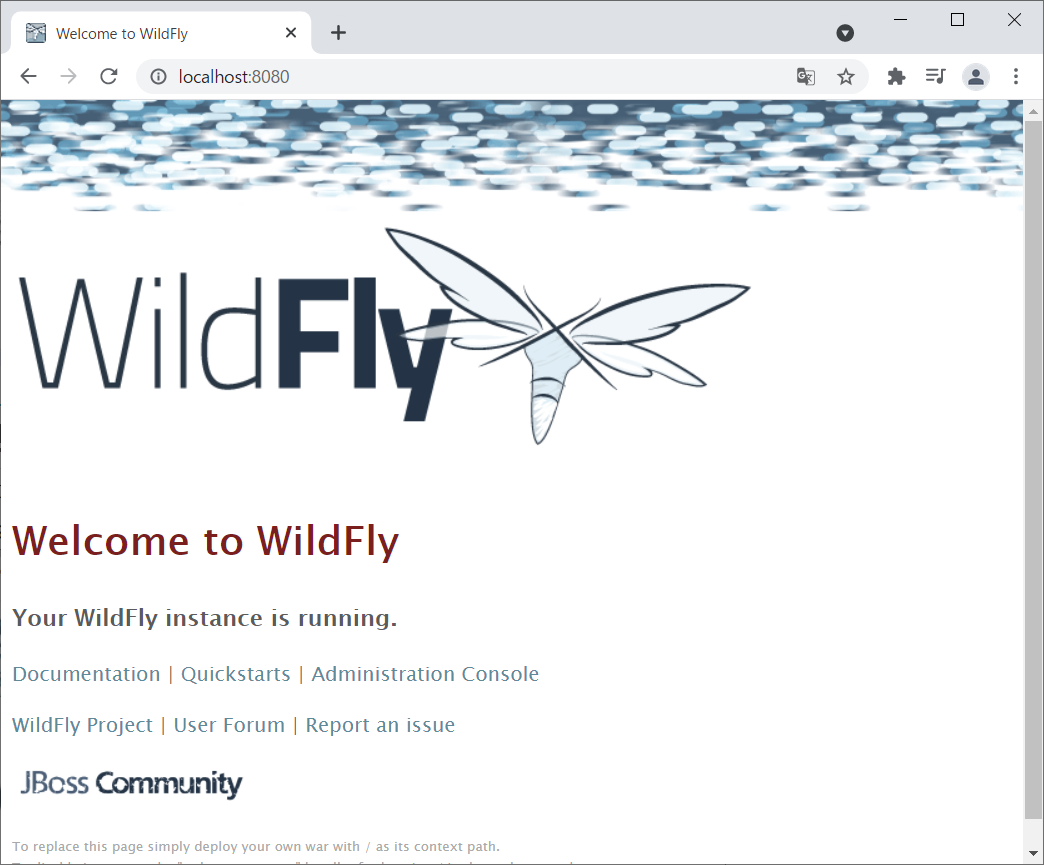 Welcome to WildFly
localhost:8080
WildFly
Welcome to WildFly
Your WildFly instance is running.
Documentation | Quickstarts | Administration Console
WildFly Project | User Forum | Report an issue
JBoss Community
To replace this page simply deploy your own war with / as its context path.